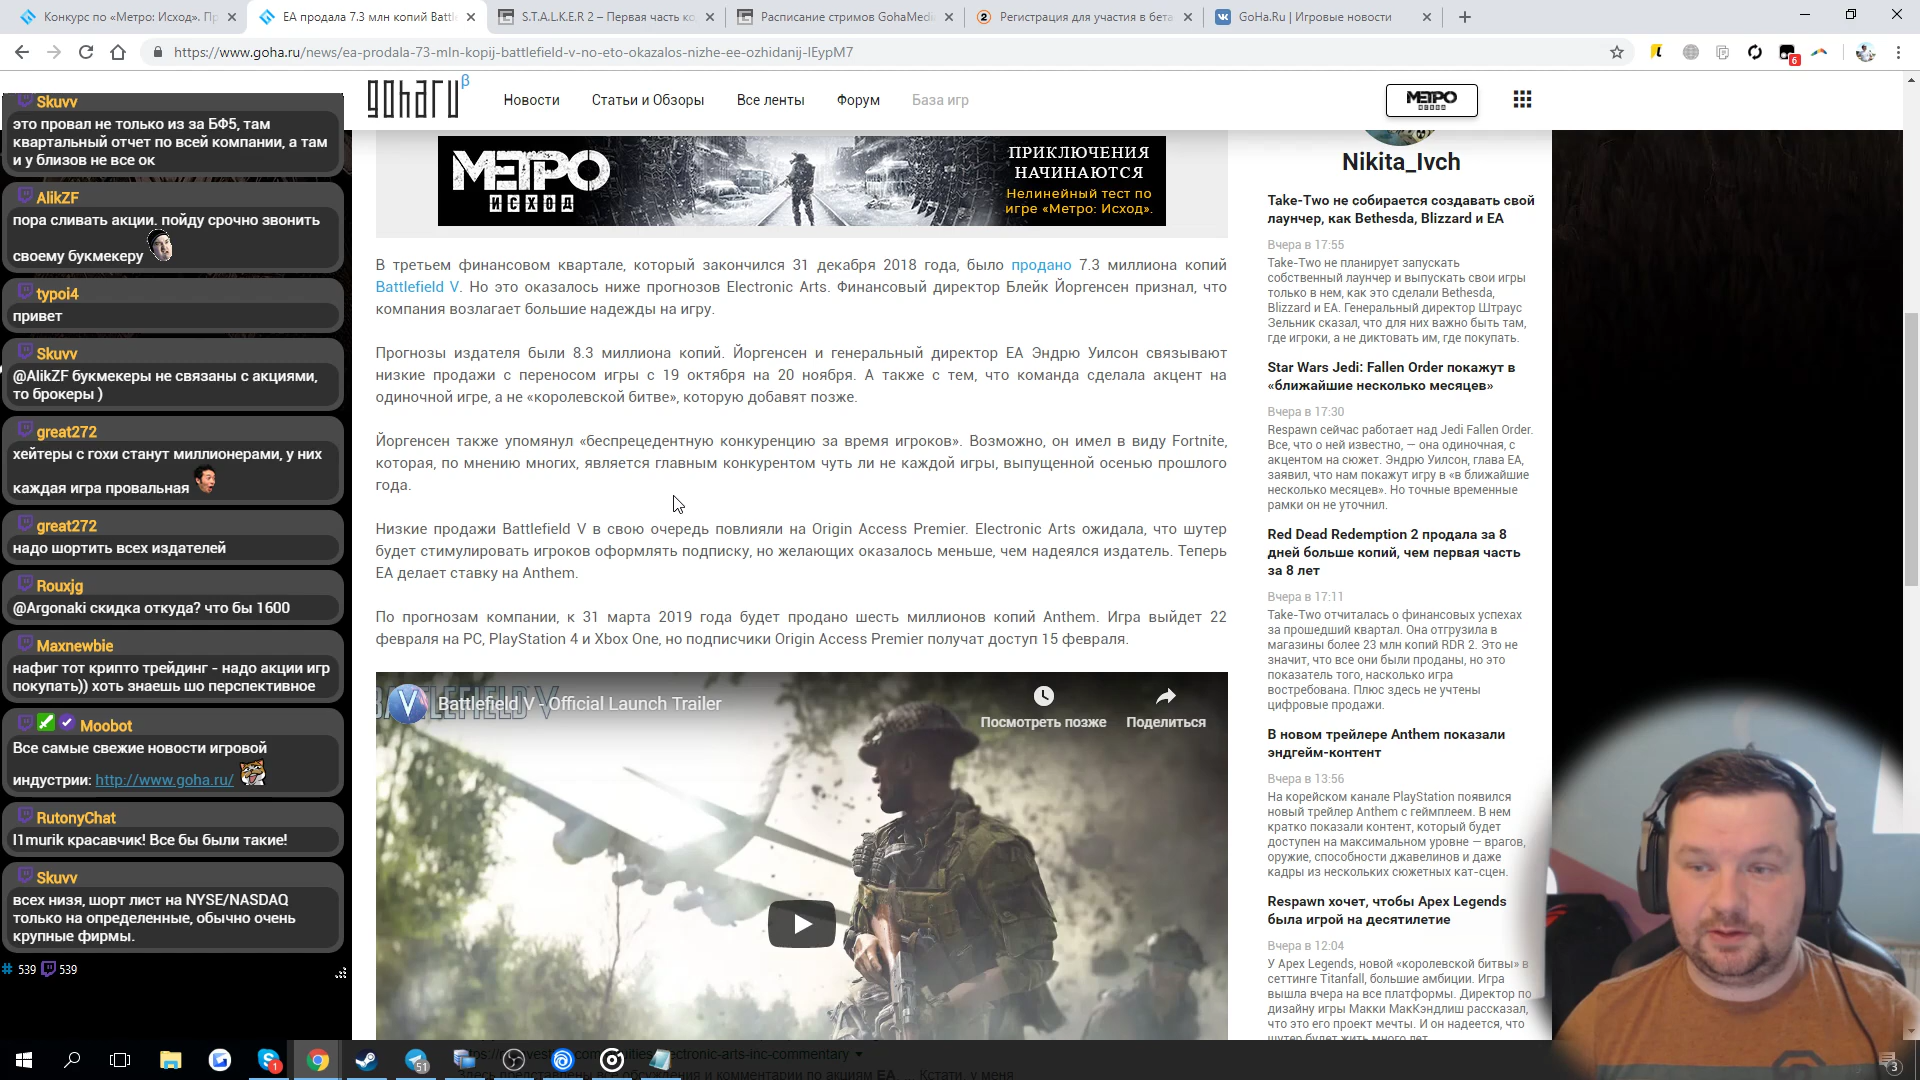 Конкурс по «Метро: Исход». Пр
EA продала 7.3 млн копий Battle
S.T.A.L.K.E.R 2 – Первая часть ко
Расписание стримов GohaMedi
Регистрация для участия в бета
GoHa.Ru | Игровые новости
https://www.goha.ru/news/ea-prodala-73-mln-kopij-battlefield-v-no-eto-okazalos-nizhe-ee-ozhidanij-lEypM7
6
goharu β
Новости
Статьи и Обзоры
Все ленты
Форум
База игр
МЕТРО
ИСХОД
Skuvv
это провал не только из за БФ5, там
квартальный отчет по всей компании, а там
и у близов не все ок
AlikZF
пора сливать акции. пойду срочно звонить
своему букмекеру
typoi4
привет
Skuvv
@AlikZF букмекеры не связаны с акциями,
то брокеры )
great272
хейтеры с гохи станут миллионерами, у них
каждая игра провальная
great272
надо шортить всех издателей
Rouxjg
@Argonaki скидка откуда? что бы 1600
Maxnewbie
нафиг тот крипто трейдинг - надо акции игр
покупать)) хоть знаешь шо перспективное
Moobot
Все самые свежие новости игровой
индустрии: http://www.goha.ru/
RutonyChat
l1murik красавчик! Все бы были такие!
Skuvv
всех низя, шорт лист на NYSE/NASDAQ
только на определенные, обычно очень
крупные фирмы.
539 539
МЕТРО
ИСХОД
ПРИКЛЮЧЕНИЯ
НАЧИНАЮТСЯ
Нелинейный тест по
игре «Метро: Исход».
В третьем финансовом квартале, который закончился 31 декабря 2018 года, было продано 7.3 миллиона копий
Battlefield V. Но это оказалось ниже прогнозов Electronic Arts. Финансовый директор Блейк Йоргенсен признал, что
компания возлагает большие надежды на игру.
Прогнозы издателя были 8.3 миллиона копий. Йоргенсен и генеральный директор EA Эндрю Уилсон связывают
низкие продажи с переносом игры с 19 октября на 20 ноября. А также с тем, что команда сделала акцент на
одиночной игре, а не «королевской битве», которую добавят позже.
Йоргенсен также упомянул «беспрецедентную конкуренцию за время игроков». Возможно, он имел в виду Fortnite,
которая, по мнению многих, является главным конкурентом чуть ли не каждой игры, выпущенной осенью прошлого
года.
Низкие продажи Battlefield V в свою очередь повлияли на Origin Access Premier. Electronic Arts ожидала, что шутер
будет стимулировать игроков оформлять подписку, но желающих оказалось меньше, чем надеялся издатель. Теперь
EA делает ставку на Anthem.
По прогнозам компании, к 31 марта 2019 года будет продано шесть миллионов копий Anthem. Игра выйдет 22
февраля на PC, PlayStation 4 и Xbox One, но подписчики Origin Access Premier получат доступ 15 февраля.
BATTLEFIELD V
Battlefield V - Official Launch Trailer
Посмотреть позже
Поделиться
Nikita_Ivch
Take-Two не собирается создавать свой
лаунчер, как Bethesda, Blizzard и EA
Вчера в 17:55
Take-Two не планирует запускать
собственный лаунчер и выпускать свои игры
только в нем, как это сделали Bethesda,
Blizzard и EA. Генеральный директор Штраус
Зельник сказал, что для них важно быть там,
где игроки, а не диктовать им, где покупать.
Star Wars Jedi: Fallen Order покажут в
«ближайшие несколько месяцев»
Вчера в 17:30
Respawn сейчас работает над Jedi Fallen Order.
Все, что о ней известно, — она одиночная, с
акцентом на сюжет. Эндрю Уилсон, глава EA,
заявил, что нам покажут игру в «в ближайшие
несколько месяцев». Но точные временные
рамки он не уточнил.
Red Dead Redemption 2 продала за 8
дней больше копий, чем первая часть
за 8 лет
Вчера в 17:11
Take-Two отчиталась о финансовых успехах
за прошедший квартал. Она отгрузила в
магазины более 23 млн копий RDR 2. Это не
значит, что все они были проданы, но это
показатель того, насколько игра
востребована. Плюс здесь не учтены
цифровые продажи.
В новом трейлере Anthem показали
эндгейм-контент
Вчера в 13:56
На корейском канале PlayStation появился
новый трейлер Anthem с геймплеем. В нем
кратко показали контент, который будет
доступен на максимальном уровне — врагов,
оружие, способности джавелинов и даже
кадры из нескольких сюжетных кат-сцен.
Respawn хочет, чтобы Apex Legends
была игрой на десятилетие
Вчера в 12:04
У Apex Legends, новой «королевской битвы» в
сеттинге Titanfall, большие амбиции. Игра
вышла вчера на все платформы. Директор по
дизайну игры Макки МакКэндлиш рассказал,
что это его проект мечты. И он надеется, что
шутер будет жить много лет.
1
51
3